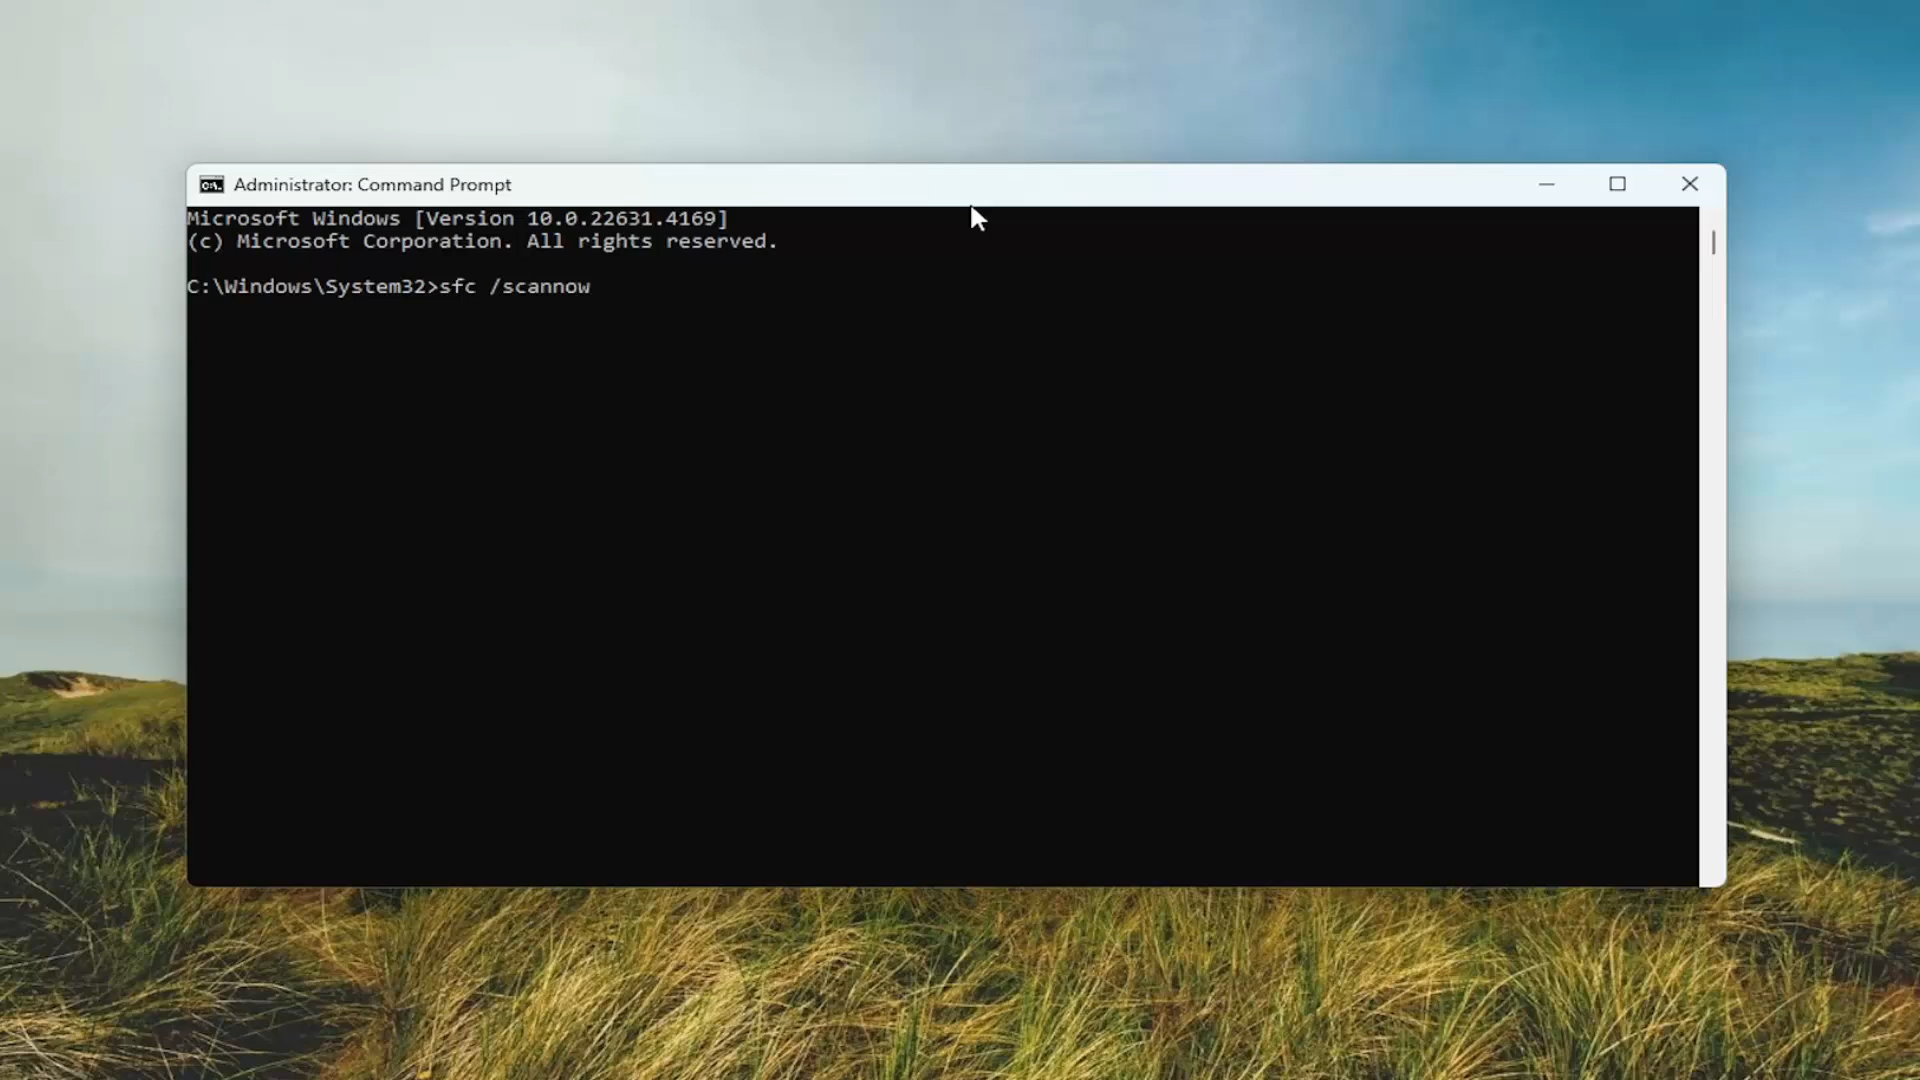 Administrator: Command Prompt
Microsoft Windows [Version 10.0.22631.4169]
(c) Microsoft Corporation. All rights reserved.
C:\Windows\System32>sfc /scannow